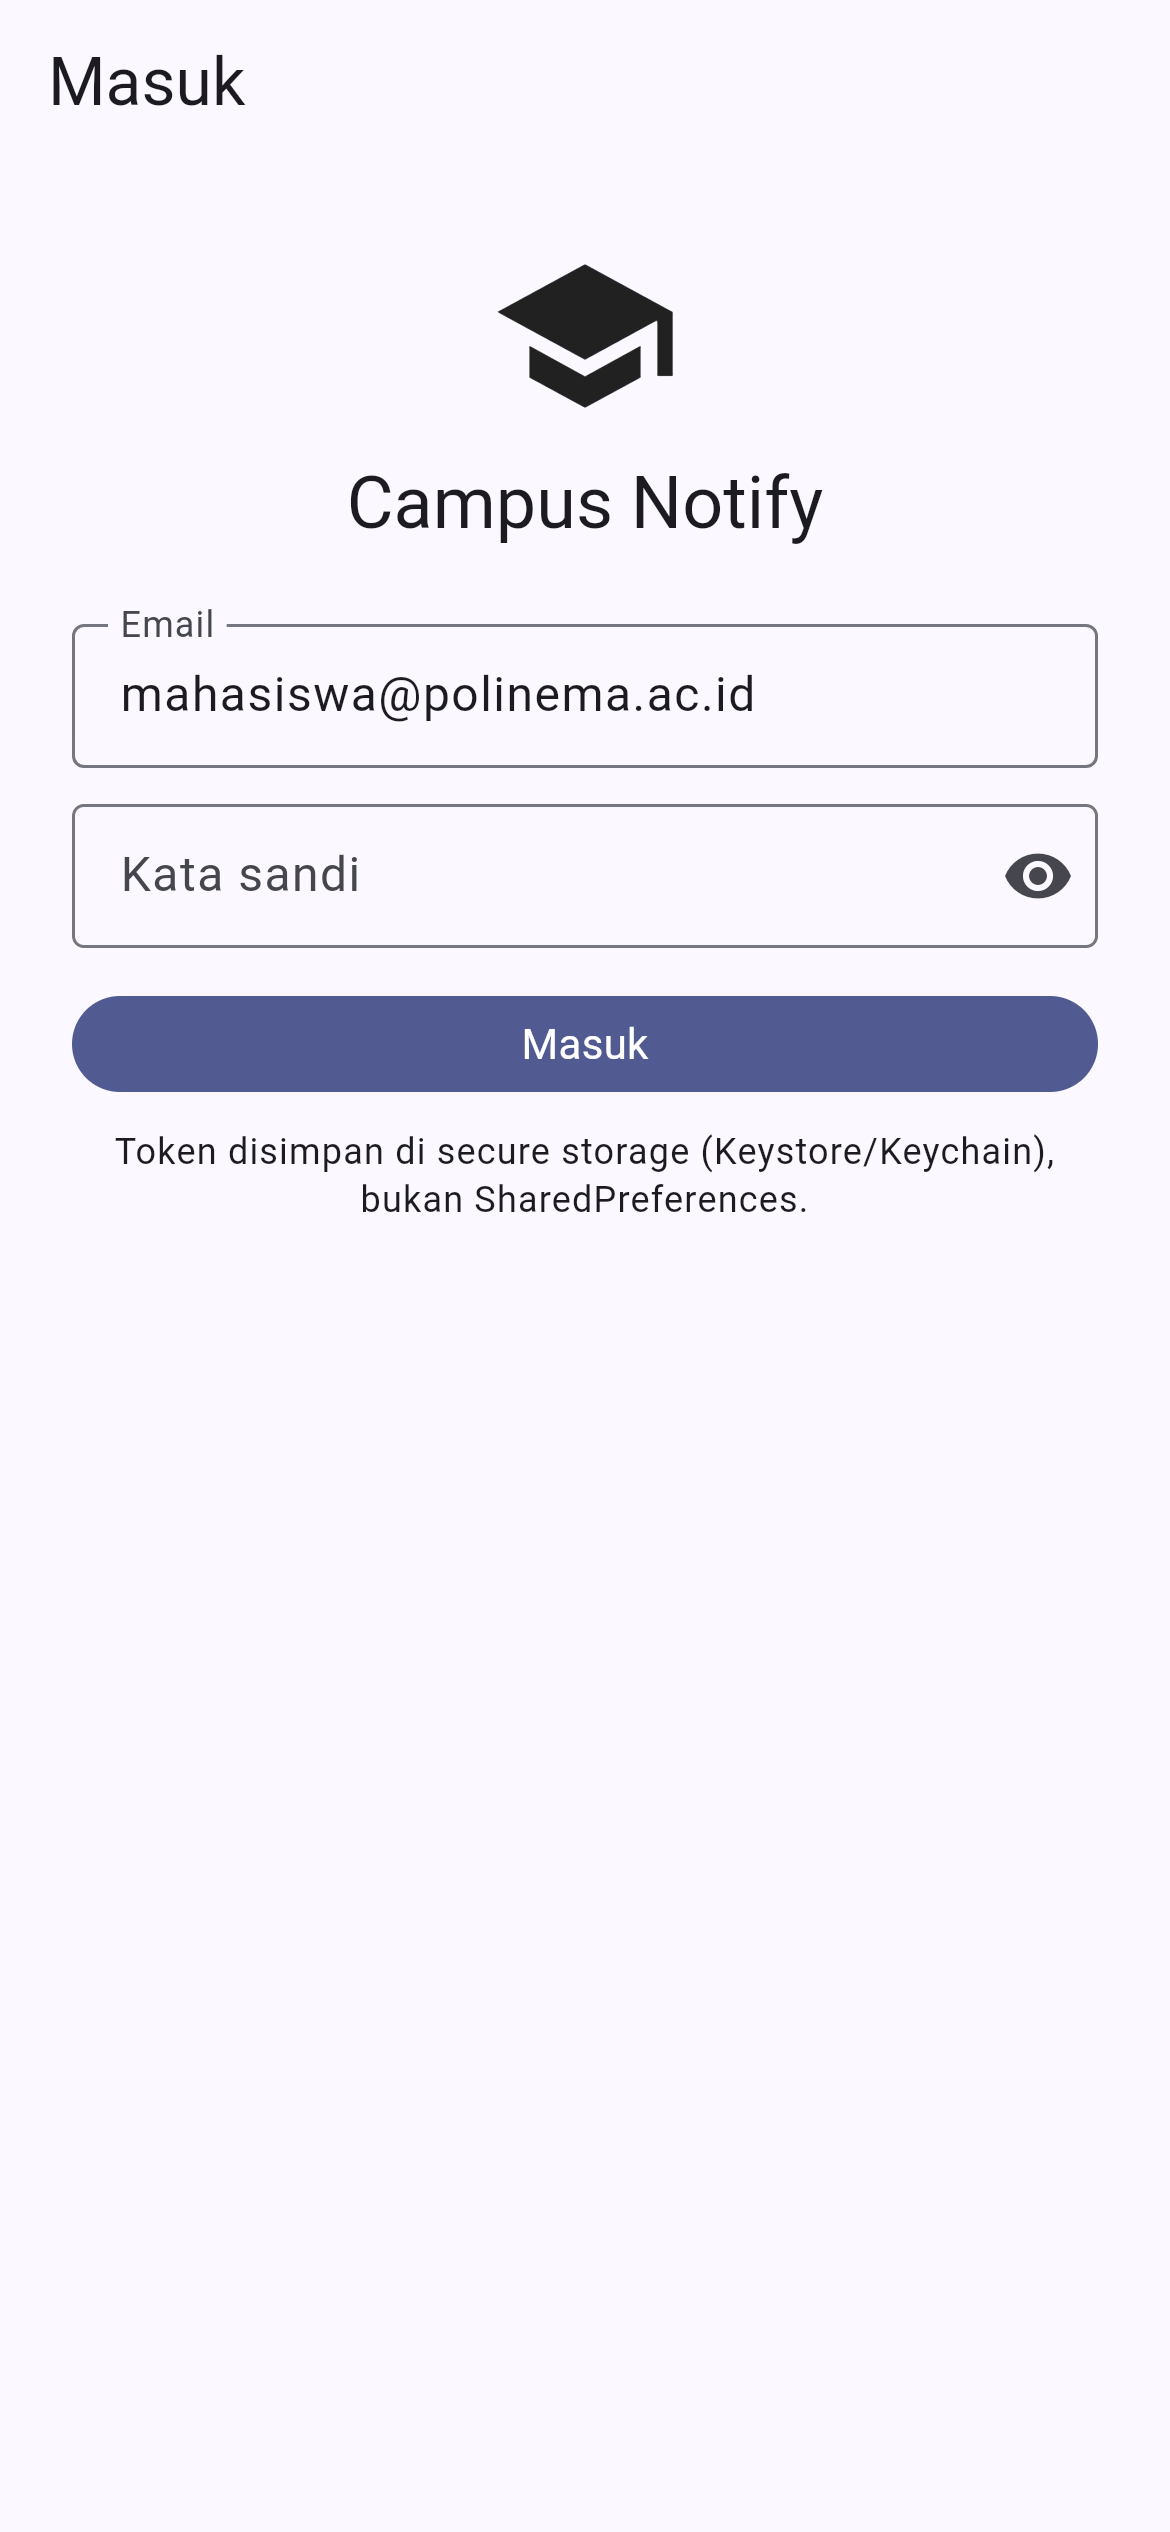 Masuk
Campus Notify
Email
mahasiswa@polinema.ac.id
Kata sandi
Masuk
Token disimpan di secure storage (Keystore/Keychain),
bukan SharedPreferences.